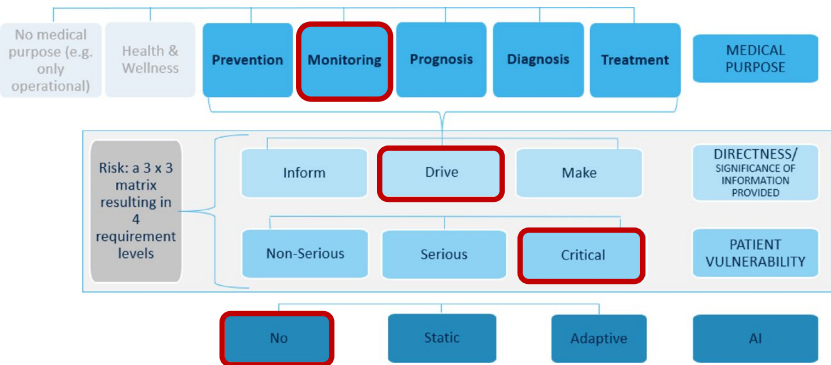 No medical
purpose (e.g.
only
operational)
Health &
Wellness
Prevention
Monitoring
Prognosis
Diagnosis
Treatment
MEDICAL
PURPOSE
Risk: a 3 x 3
matrix
resulting in
4
requirement
levels
Inform
Drive
Make
DIRECTNESS/
SIGNIFICANCE OF
INFORMATION
PROVIDED
Non-Serious
Serious
Critical
PATIENT
VULNERABILITY
No
Static
Adaptive
AI